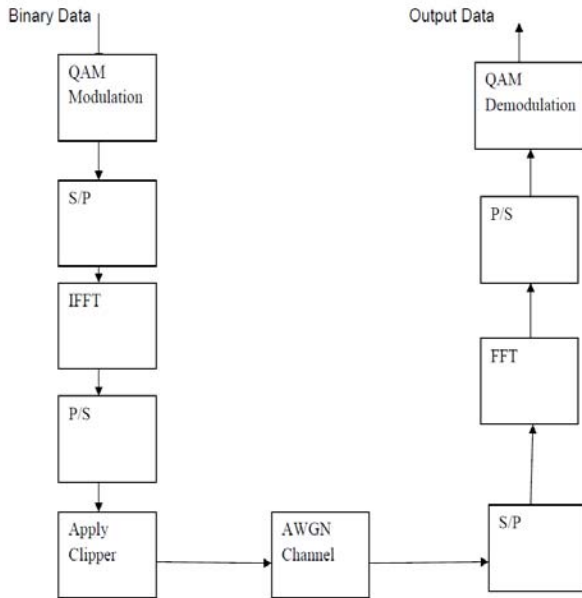 Binary Data
QAM
Modulation
S/P
IFFT
P/S
Apply
Clipper
AWGN
Channel
S/P
FFT
P/S
QAM
Demodulation
Output Data